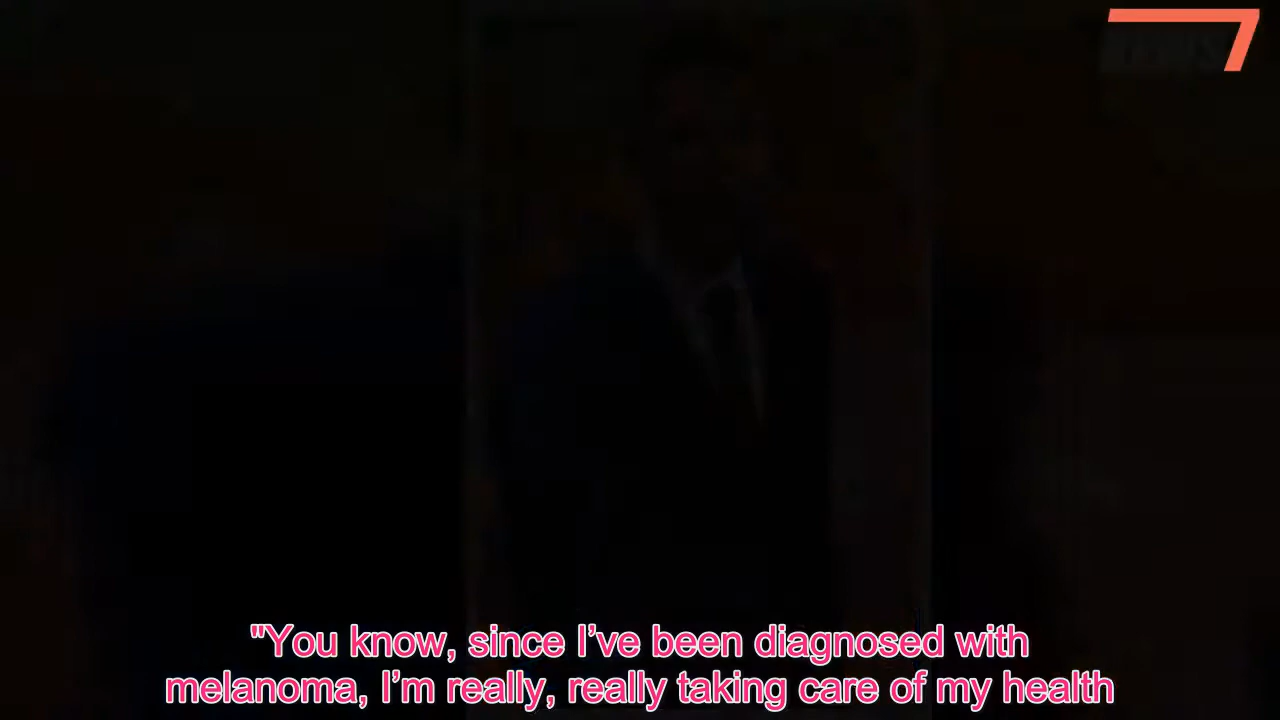 "You know, since I’ve been diagnosed with
melanoma, I’m really, really taking care of my health